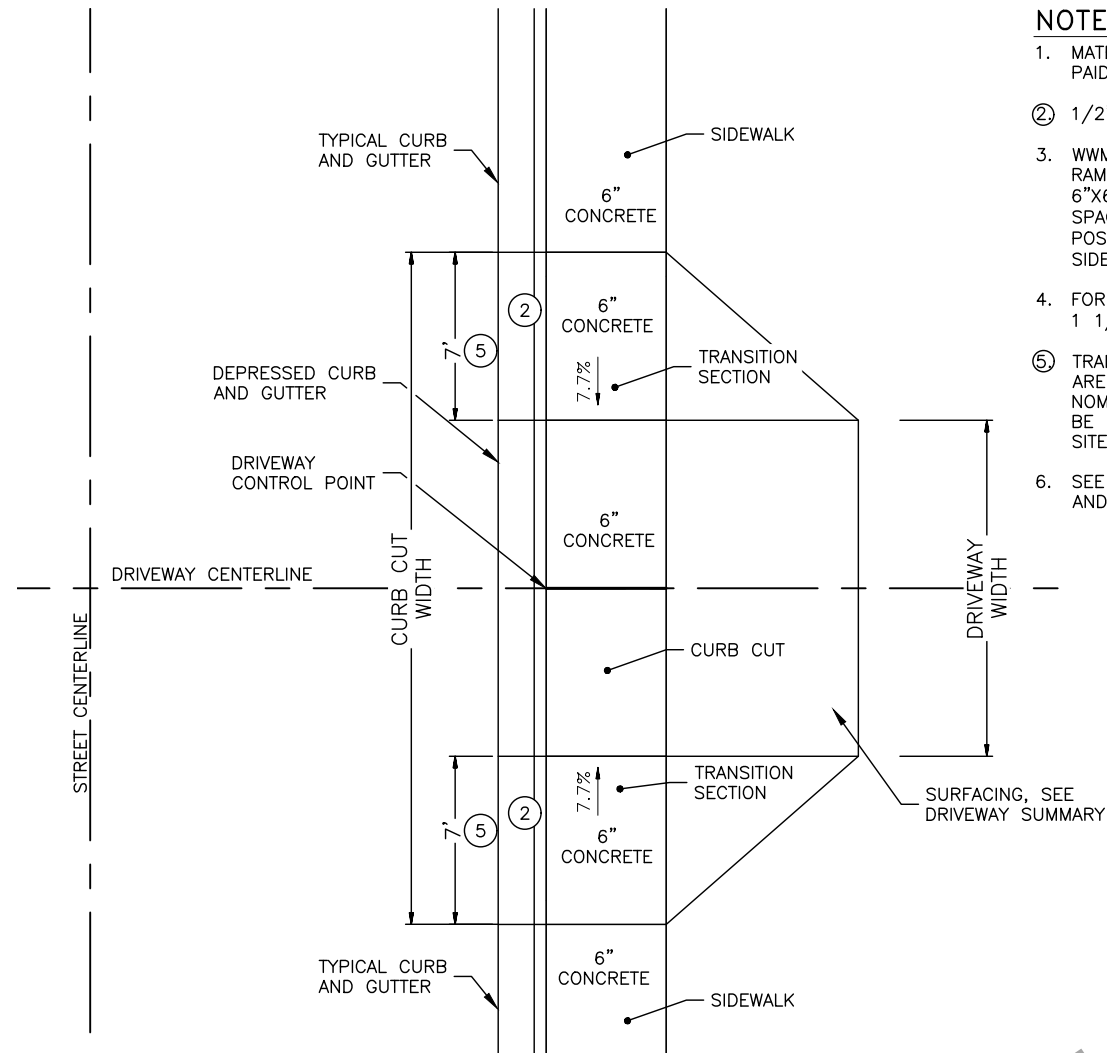 TYPICAL CURB
AND GUTTER
SIDEWALK
6"
CONCRETE
2
6"
CONCRETE
7'
5
7.7%
TRANSITION
SECTION
DEPRESSED CURB
AND GUTTER
DRIVEWAY
CONTROL POINT
6"
CONCRETE
DRIVEWAY CENTERLINE
CURB CUT
WIDTH
DRIVEWAY
WIDTH
STREET CENTERLINE
CURB CUT
7.7%
TRANSITION
SECTION
SURFACING, SEE
DRIVEWAY SUMMARY
2
7'
5
6"
CONCRETE
TYPICAL CURB
AND GUTTER
6"
CONCRETE
SIDEWALK
NOTE
1. MAT
PAID
2. 1/2
3. WWM
RAM
6"X6
SPA
POS
SIDE
4. FOR
1 1/
5. TRA
ARE
NOM
BE
SITE
6. SEE
AND